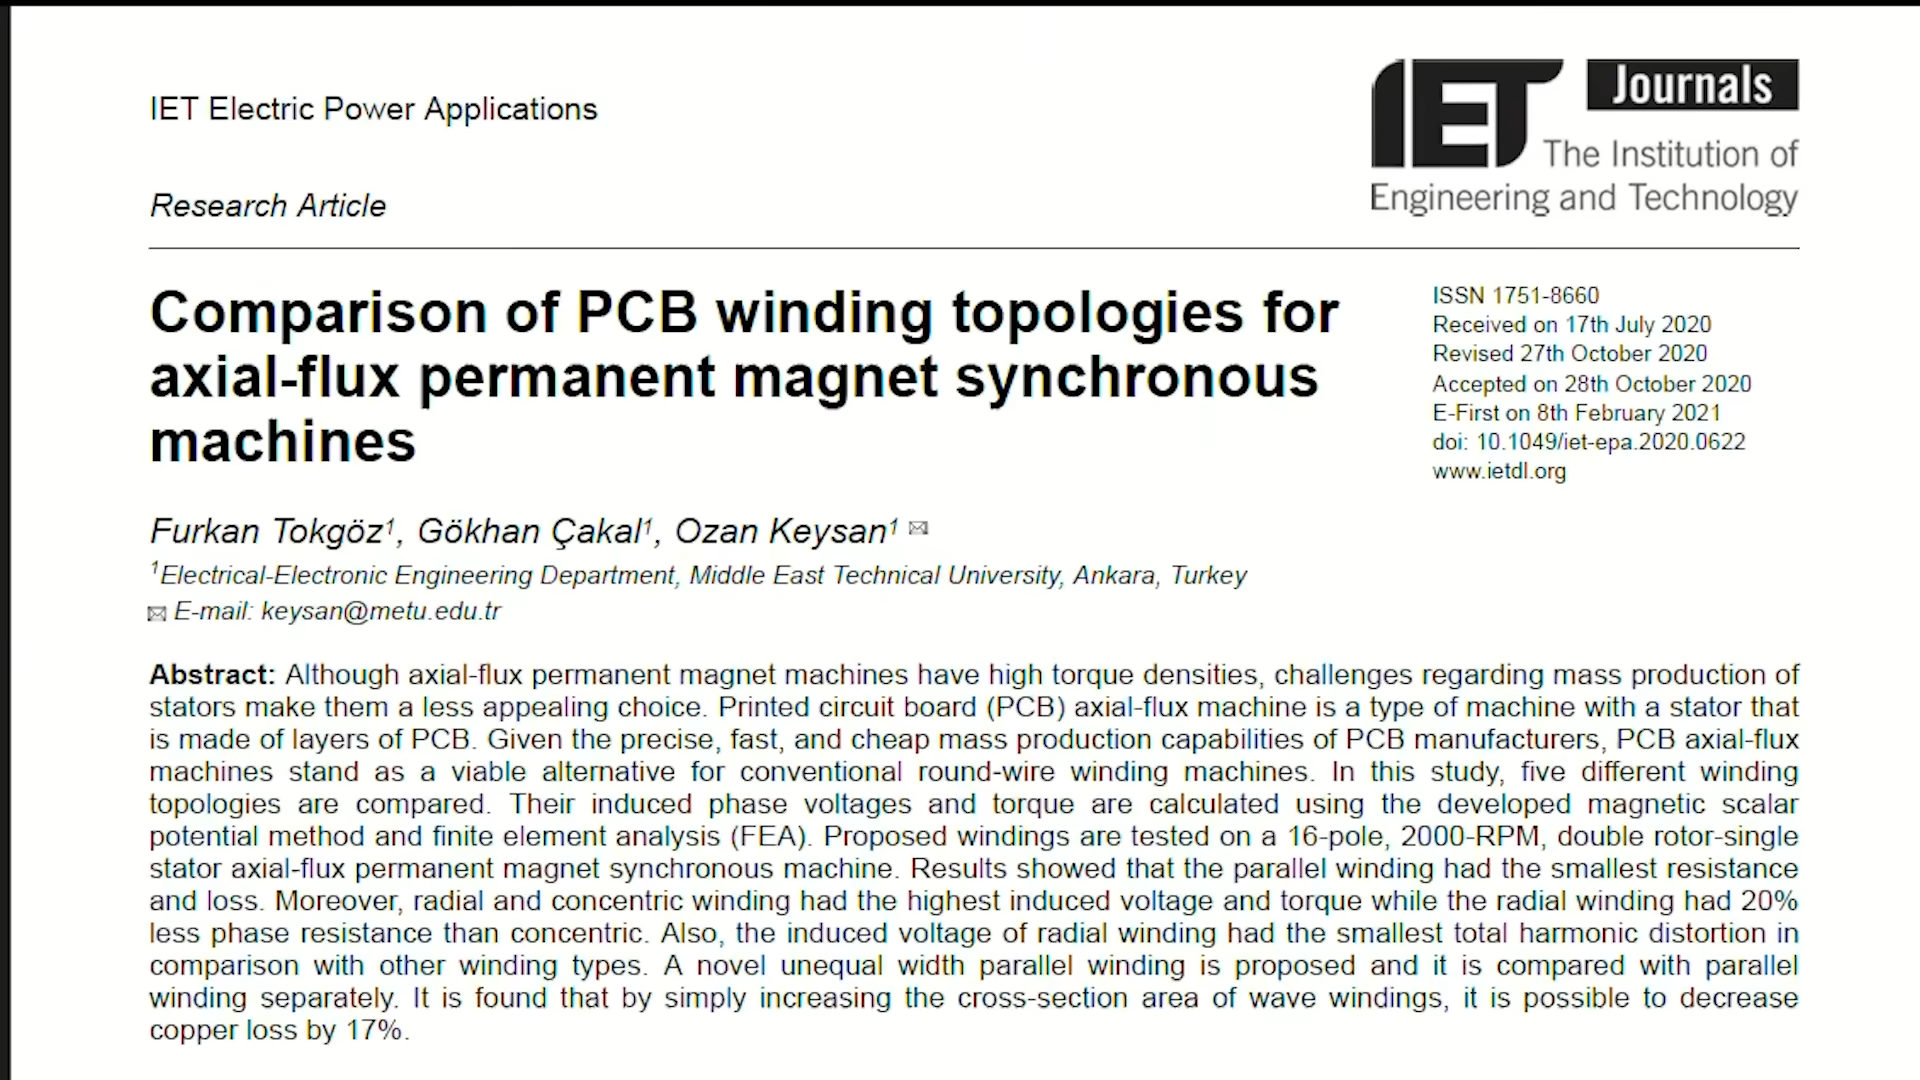 IET Electric Power Applications
Research Article
IET Journals
The Institution of
Engineering and Technology
Comparison of PCB winding topologies for
axial-flux permanent magnet synchronous
machines
ISSN 1751-8660
Received on 17th July 2020
Revised 27th October 2020
Accepted on 28th October 2020
E-First on 8th February 2021
doi: 10.1049/iet-epa.2020.0622
www.ietdl.org
Furkan Tokgöz¹, Gökhan Çakal¹, Ozan Keysan¹ ✉
¹Electrical-Electronic Engineering Department, Middle East Technical University, Ankara, Turkey
✉ E-mail: keysan@metu.edu.tr
Abstract: Although axial-flux permanent magnet machines have high torque densities, challenges regarding mass production of
stators make them a less appealing choice. Printed circuit board (PCB) axial-flux machine is a type of machine with a stator that
is made of layers of PCB. Given the precise, fast, and cheap mass production capabilities of PCB manufacturers, PCB axial-flux
machines stand as a viable alternative for conventional round-wire winding machines. In this study, five different winding
topologies are compared. Their induced phase voltages and torque are calculated using the developed magnetic scalar
potential method and finite element analysis (FEA). Proposed windings are tested on a 16-pole, 2000-RPM, double rotor-single
stator axial-flux permanent magnet synchronous machine. Results showed that the parallel winding had the smallest resistance
and loss. Moreover, radial and concentric winding had the highest induced voltage and torque while the radial winding had 20%
less phase resistance than concentric. Also, the induced voltage of radial winding had the smallest total harmonic distortion in
comparison with other winding types. A novel unequal width parallel winding is proposed and it is compared with parallel
winding separately. It is found that by simply increasing the cross-section area of wave windings, it is possible to decrease
copper loss by 17%.